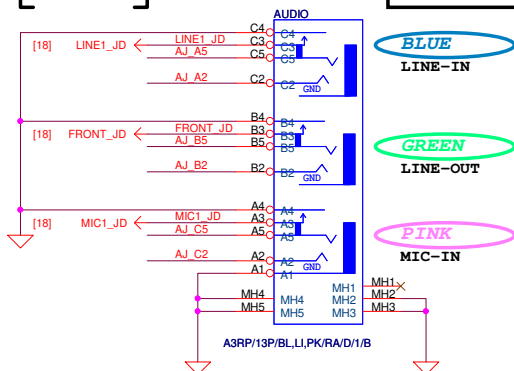 AUDIO
C4 C4
[18] LINE1_JD LINE1_JD C3 C3
AJ_A5 C5 C5
AJ_A2 C2 C2
GND
BLUE
LINE-IN
B4 B4
[18] FRONT_JD FRONT_JD B3 B3
AJ_B5 B5 B5
AJ_B2 B2 B2
GND
GREEN
LINE-OUT
A4 A4
[18] MIC1_JD MIC1_JD A3 A3
AJ_C5 A5 A5
AJ_C2 A2 A2
GND
A1 A1
PINK
MIC-IN
MH1 MH1
MH4 MH4 MH2 MH2
MH5 MH5 MH3 MH3
A3RP/13P/BL,LI,PK/RA/D/1/B